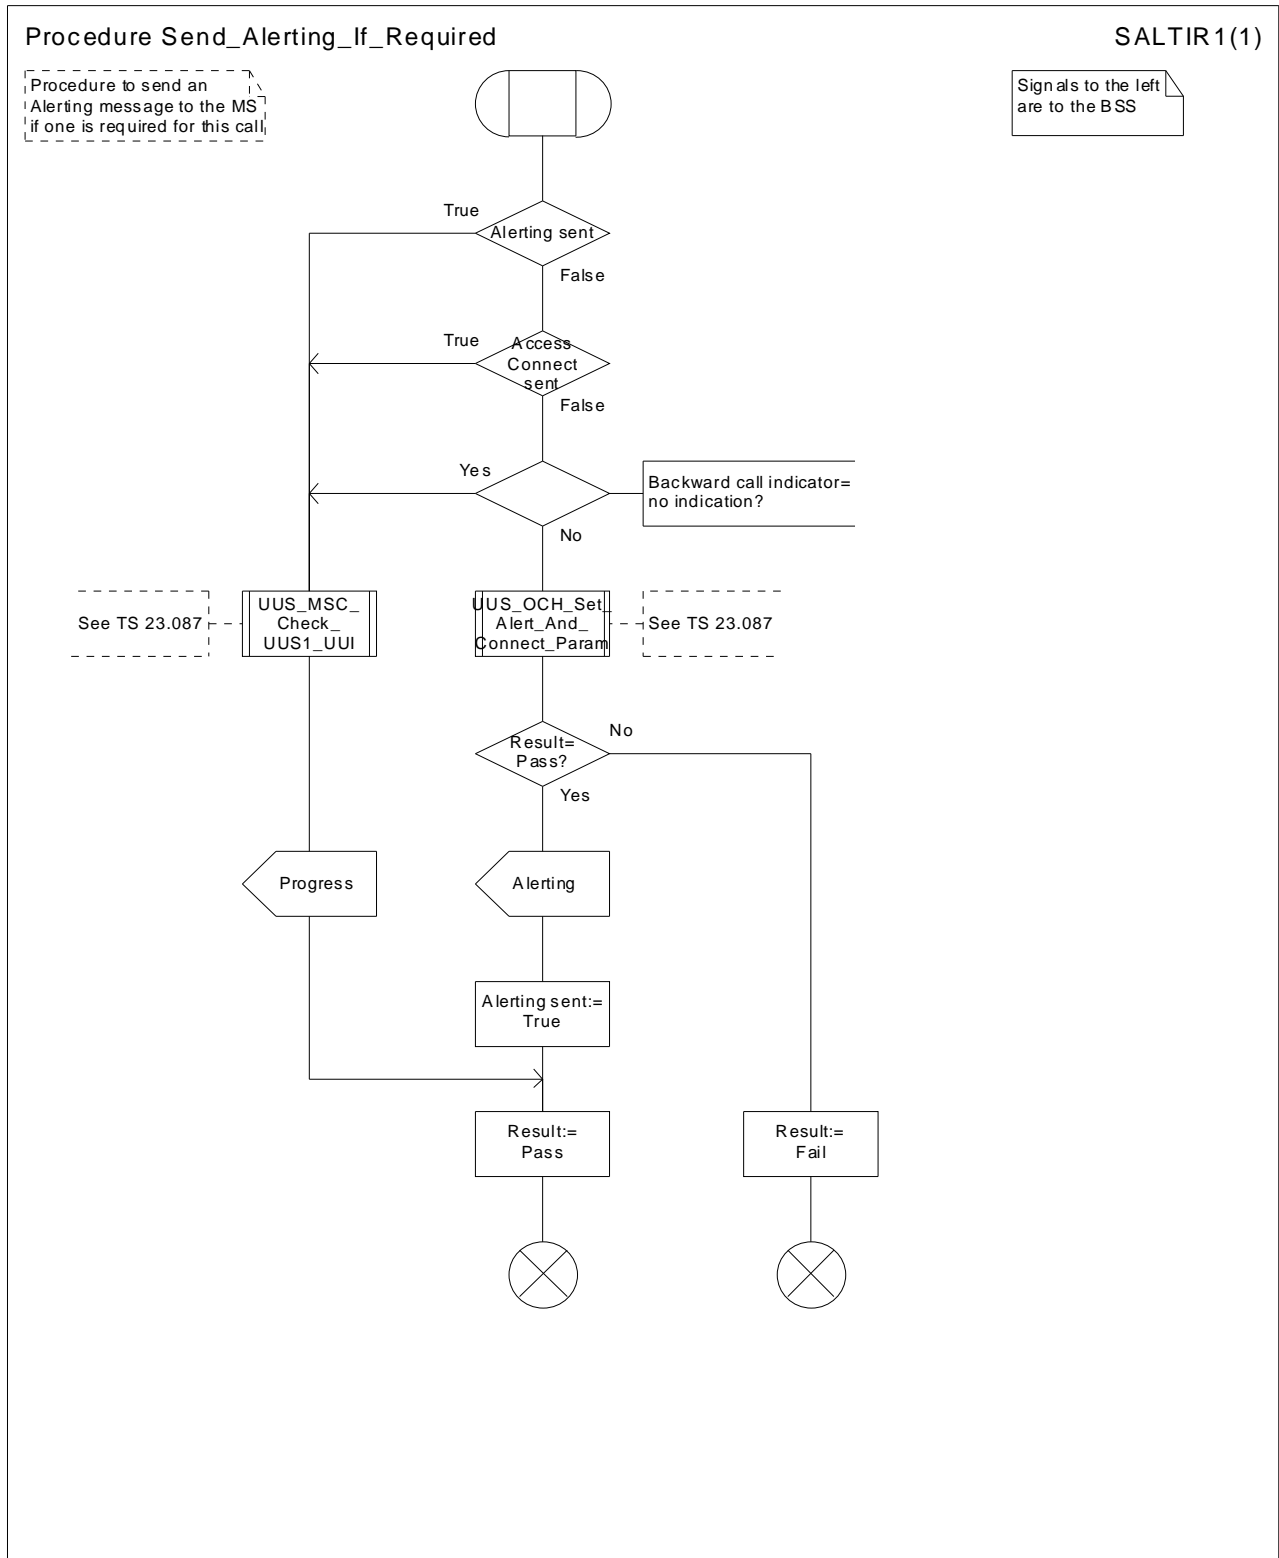 Procedure Send_Alerting_If_Required
SALTIR1(1)
Procedure to send an
Alerting message to the MS
if one is required for this call
Signals to the left
are to the BSS
True
Alerting sent
False
True
Access
Connect
sent
False
Yes
Backward call indicator=
no indication?
No
See TS 23.087
UUS_MSC_
Check_
UUS1_UUI
UUS_OCH_Set_
Alert_And_
Connect_Param
See TS 23.087
Result=
Pass?
No
Yes
Progress
Alerting
Alerting sent:=
True
Result:=
Pass
Result:=
Fail